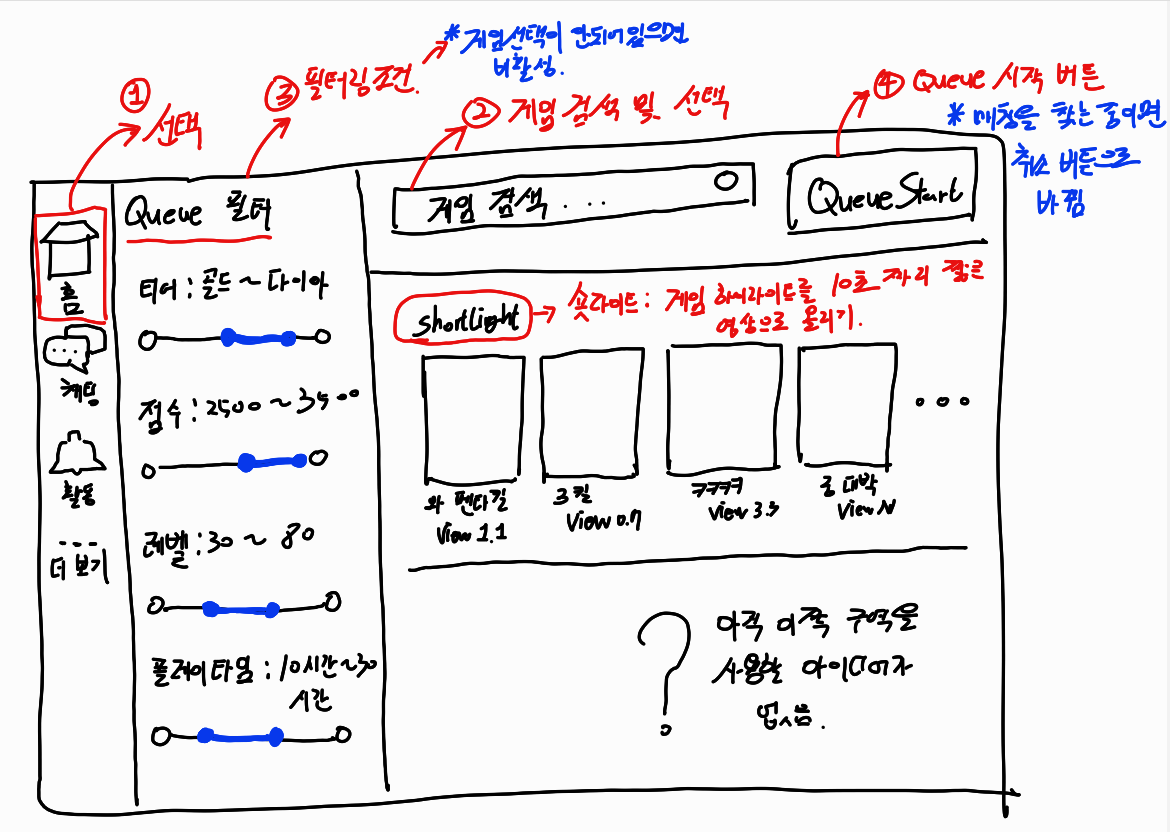 * 게임선택이 안되어있으면
비활성.
① 선택
③ 필터링조건.
② 게임 검색 및 선택
④ Queue 시작 버튼
* 매칭을 찾는 중이면
취소 버튼으로
바뀜
Queue 필터
게임 검색 . . .
Queue Start
홈
채팅
활동
...
더 보기
티어 : 골드 ~ 다이아
점수 : 2500 ~ 3500
레벨 : 30 ~ 80
플레이타임 : 10시간~30
시간
shortlight
숏라이트 : 게임 하이라이트를 10초 짜리 짧은
영상으로 올리기.
...
와 펜타킬
View 1.1
3킬
View 0.7
ㅋㅋㅋㅋ
View 3.5
대박
View N
? 아직 이쪽 구역을
사용할 아이디어가
없음.